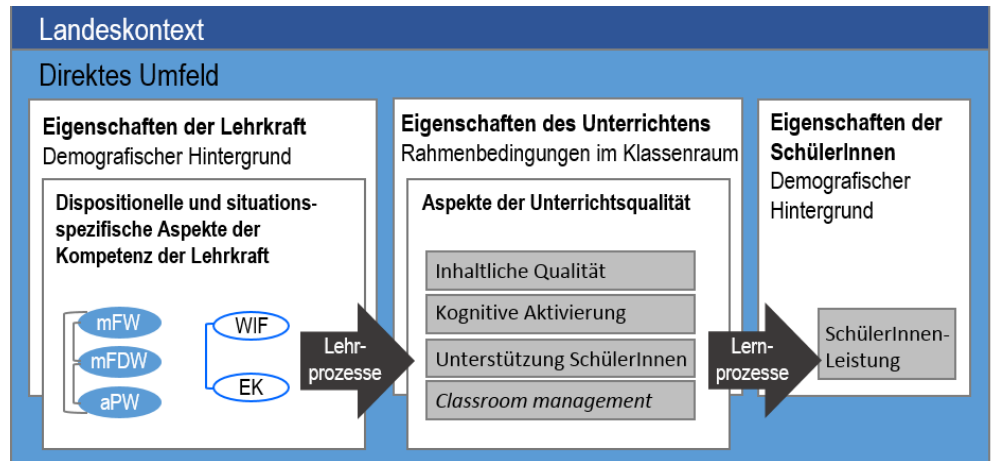 Landeskontext
Direktes Umfeld
Eigenschaften der Lehrkraft
Demografischer Hintergrund
Dispositionelle und situations-
spezifische Aspekte der
Kompetenz der Lehrkraft
mFW
mFDW
aPW
WIF
EK
Lehr-
prozesse
Eigenschaften des Unterrichtens
Rahmenbedingungen im Klassenraum
Aspekte der Unterrichtsqualität
Inhaltliche Qualität
Kognitive Aktivierung
Unterstützung SchülerInnen
Classroom management
Lern-
prozesse
Eigenschaften der
SchülerInnen
Demografischer
Hintergrund
SchülerInnen-
Leistung